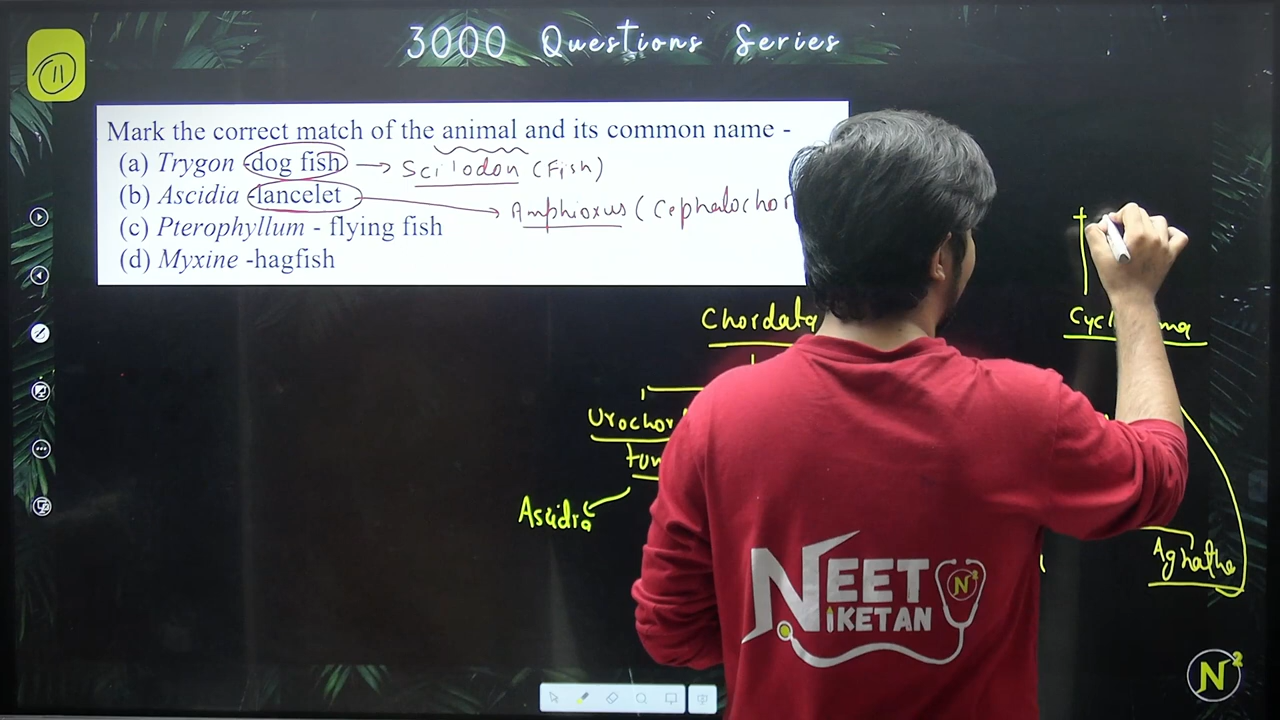 3000 Questions Series
11
Mark the correct match of the animal and its common name -
(a) Trygon -dog fish → Scilodon (Fish)
(b) Ascidia -lancelet → Amphioxus (Cephalochor
(c) Pterophyllum - flying fish
(d) Myxine -hagfish
Chordata
Urochor
tun
Ascidia
Agnatha
NEET
NIKETAN
N²
N²